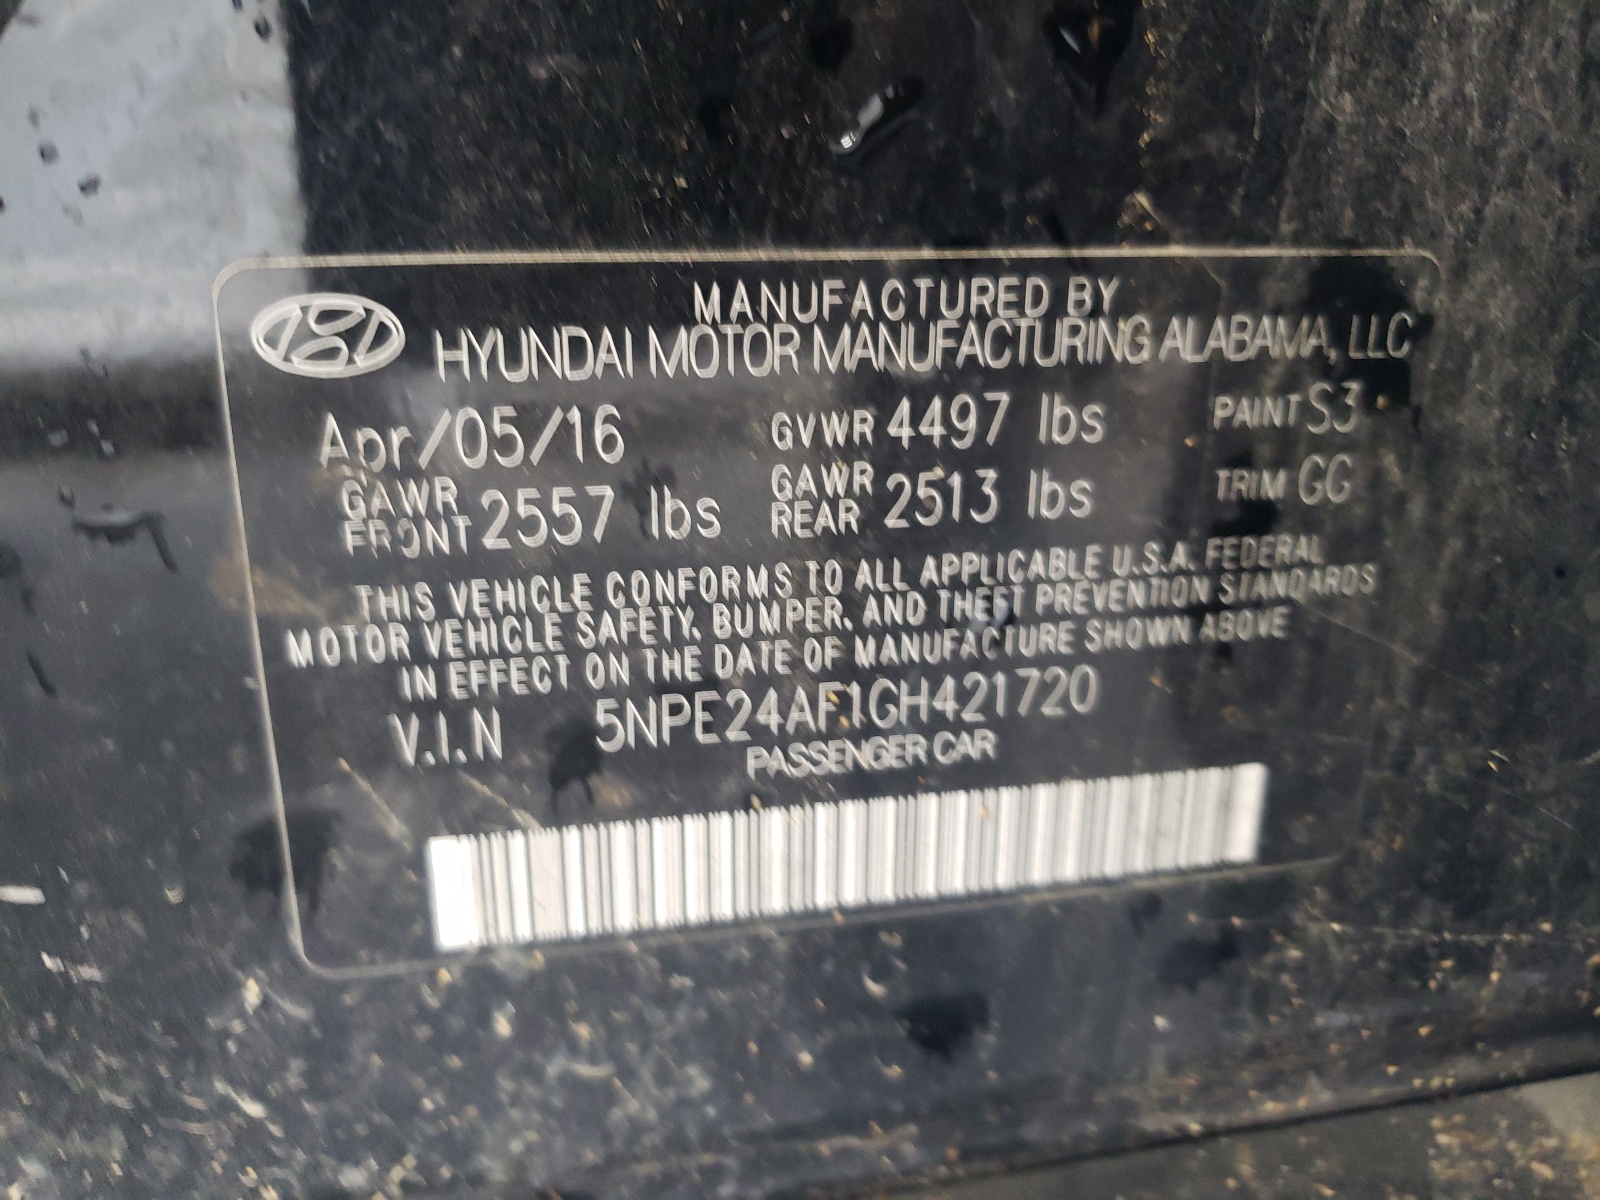 MANUFACTURED BY
HYUNDAI MOTOR MANUFACTURING ALABAMA, LLC
Apr/05/16 GVWR 4497 lbs PAINT S3
GAWR FRONT 2557 lbs GAWR REAR 2513 lbs TRIM GG
THIS VEHICLE CONFORMS TO ALL APPLICABLE U.S.A. FEDERAL
MOTOR VEHICLE SAFETY, BUMPER, AND THEFT PREVENTION STANDARDS
IN EFFECT ON THE DATE OF MANUFACTURE SHOWN ABOVE
V.I.N 5NPE24AF1GH421720
PASSENGER CAR